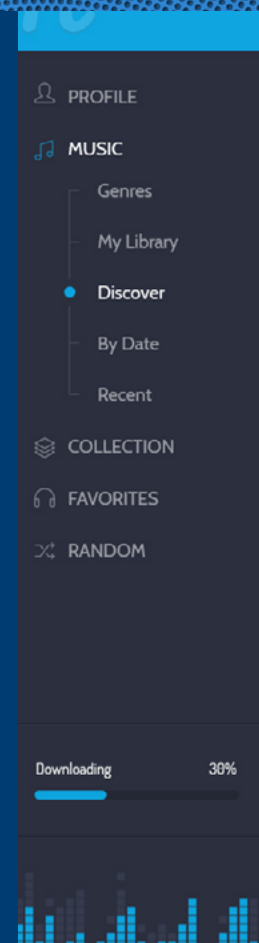 PROFILE
MUSIC
Genres
My Library
Discover
By Date
Recent
COLLECTION
FAVORITES
RANDOM
Downloading 30%